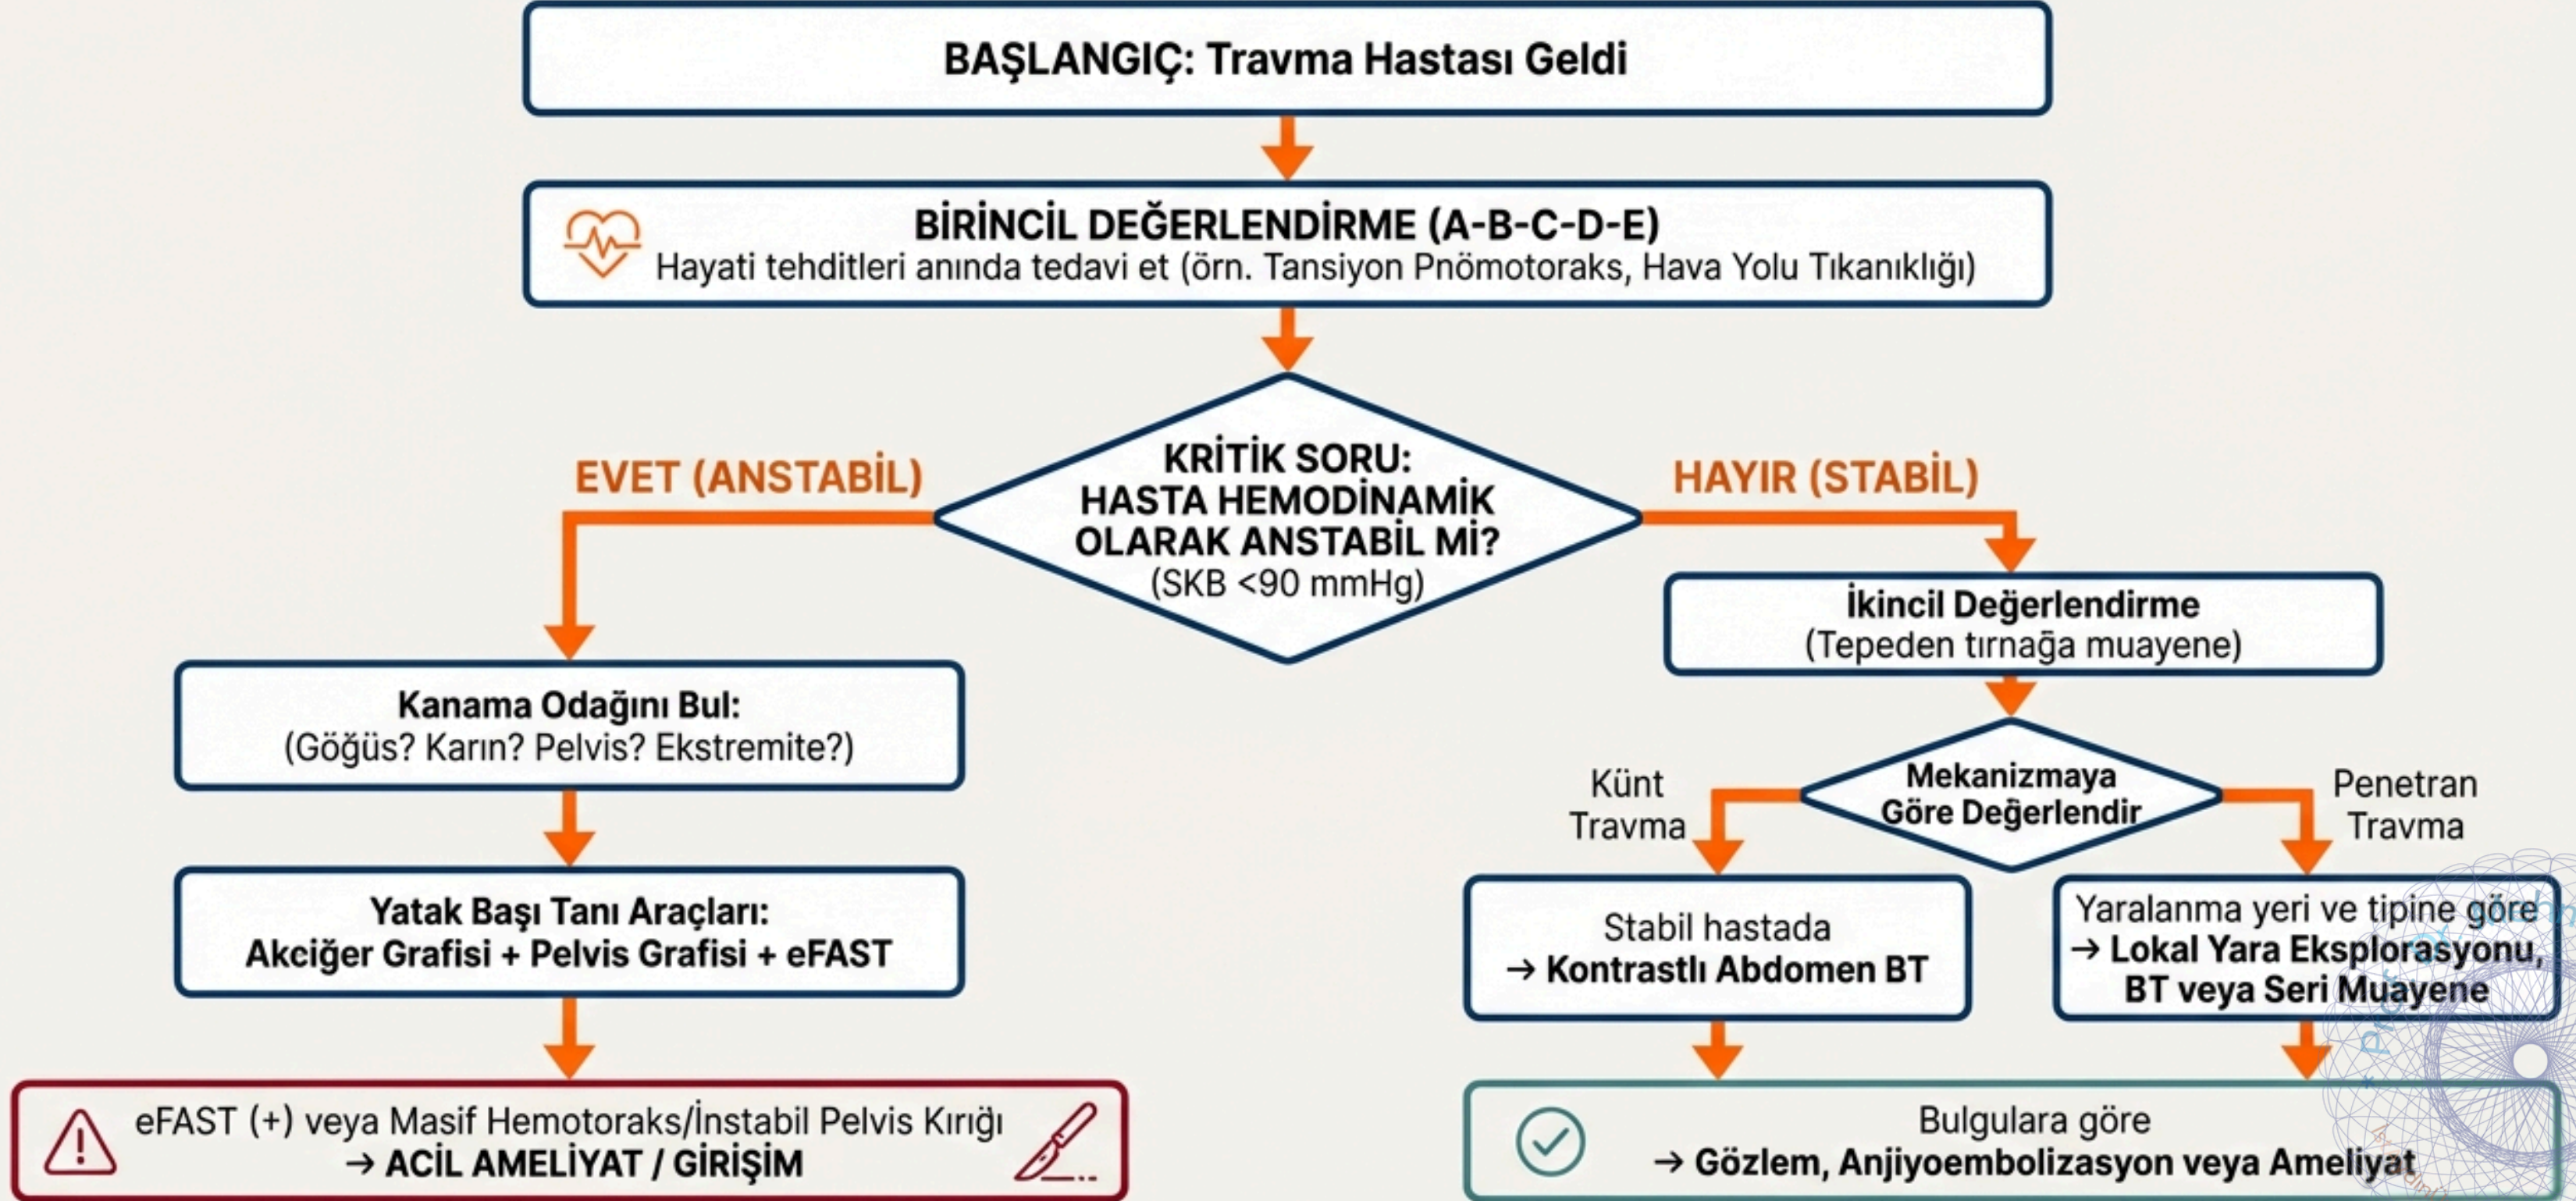 BAŞLANGIÇ: Travma Hastası Geldi
BİRİNCİL DEĞERLENDİRME (A-B-C-D-E)
Hayati tehditleri anında tedavi et (örn. Tansiyon Pnömotoraks, Hava Yolu Tıkanıklığı)
KRİTİK SORU:
HASTA HEMODİNAMİK
OLARAK ANSTABİL Mİ?
(SKB <90 mmHg)
EVET (ANSTABİL)
Kanama Odağını Bul:
(Göğüs? Karın? Pelvis? Ekstremite?)
Yatak Başı Tanı Araçları:
Akciğer Grafisi + Pelvis Grafisi + eFAST
eFAST (+) veya Masif Hemotoraks/İnstabil Pelvis Kırığı
→ ACİL AMELİYAT / GİRİŞİM
HAYIR (STABİL)
İkincil Değerlendirme
(Tepeden tırnağa muayene)
Mekanizmaya
Göre Değerlendir
Künt
Travma
Stabil hastada
→ Kontrastlı Abdomen BT
Penetran
Travma
Yaralanma yeri ve tipine göre
→ Lokal Yara Eksplorasyonu,
BT veya Seri Muayene
Bulgulara göre
→ Gözlem, Anjiyoembolizasyon veya Ameliyat